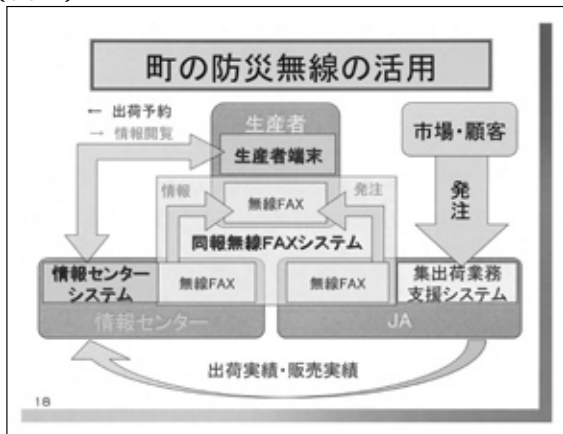 町の防災無線の活用
← 出荷予約
→ 情報閲覧
生産者
生産者端末
市場・顧客
情報
無線FAX
発注
発注
同報無線FAXシステム
情報センター
システム
無線FAX
無線FAX
集出荷業務
支援システム
情報センター
JA
出荷実績・販売実績
18